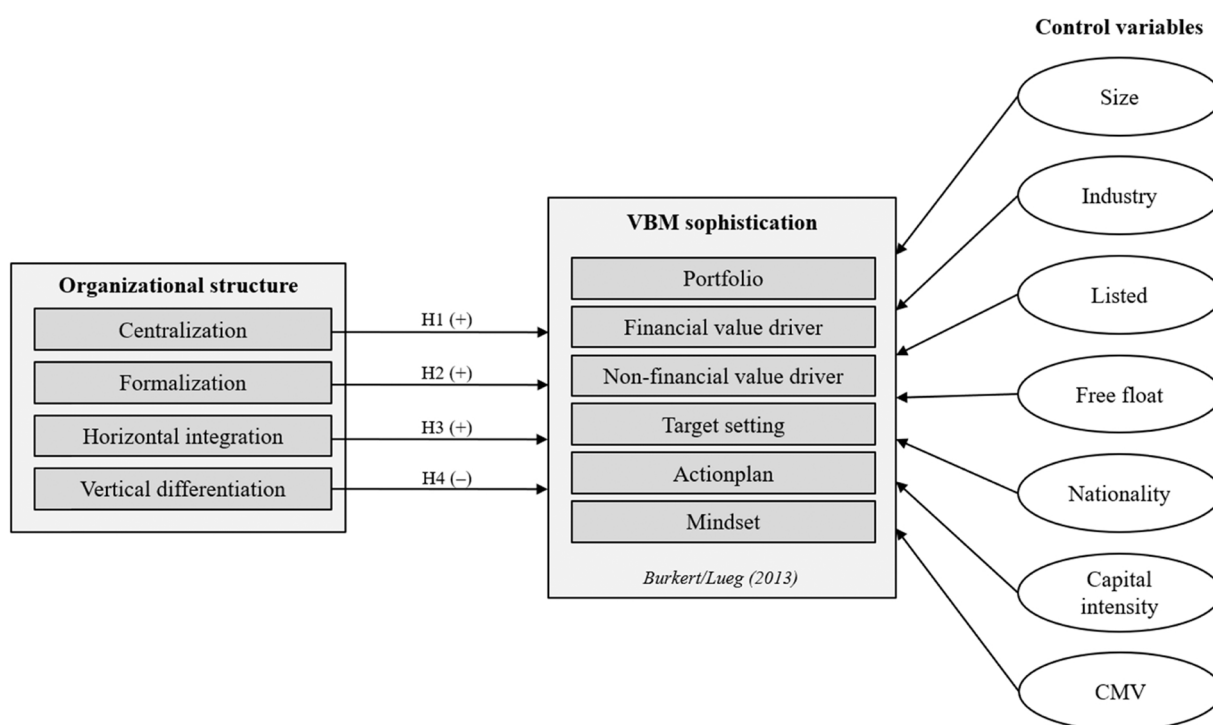 Control variables
Size
Industry
Listed
Free float
Nationality
Capital
intensity
CMV
VBM sophistication
Portfolio
Financial value driver
Non-financial value driver
Target setting
Actionplan
Mindset
Burkert/Lueg (2013)
Organizational structure
Centralization
Formalization
Horizontal integration
Vertical differentiation
H1 (+)
H2 (+)
H3 (+)
H4 (–)